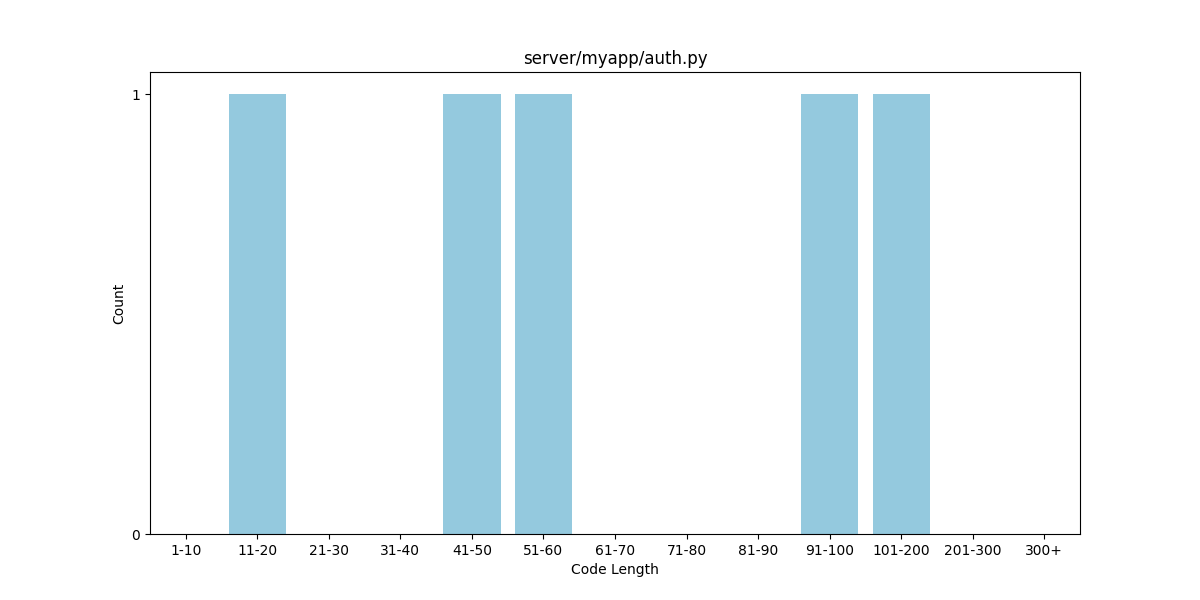 server/myapp/auth.py
1
0
Count
1-10 11-20 21-30 31-40 41-50 51-60 61-70 71-80 81-90 91-100 101-200 201-300 300+
Code Length